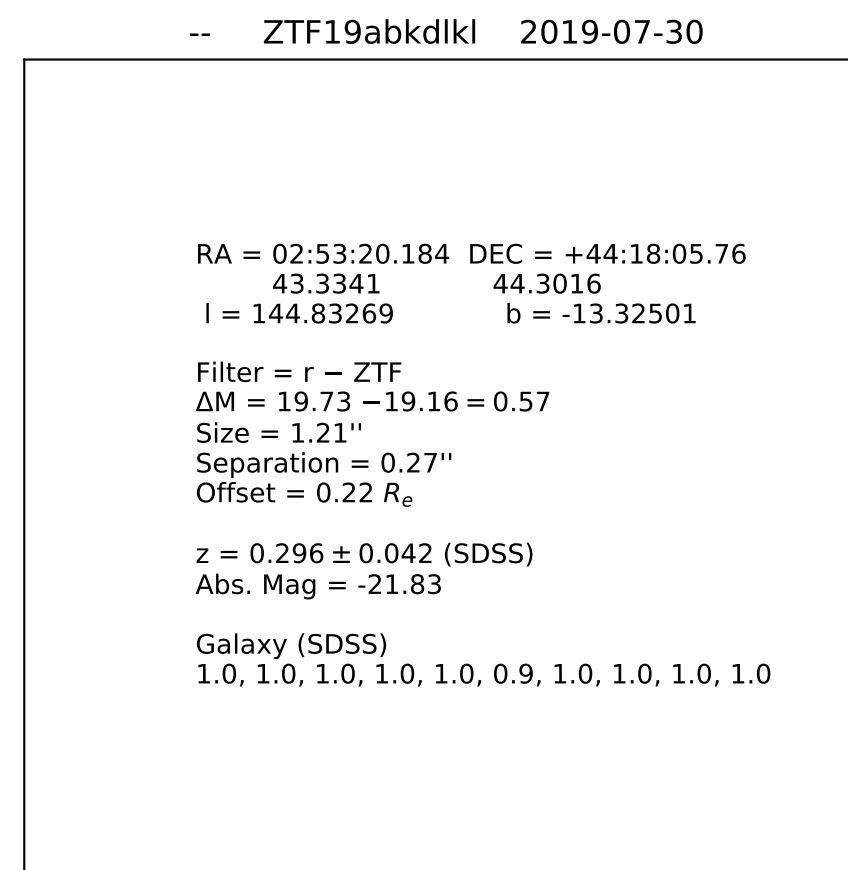 -- ZTF19abkdlkl 2019-07-30
RA = 02:53:20.184 DEC = +44:18:05.76
43.3341 44.3016
l = 144.83269 b = -13.32501
Filter = r − ZTF
ΔM = 19.73 −19.16 = 0.57
Size = 1.21''
Separation = 0.27''
Offset = 0.22 Re
z = 0.296 ± 0.042 (SDSS)
Abs. Mag = -21.83
Galaxy (SDSS)
1.0, 1.0, 1.0, 1.0, 1.0, 0.9, 1.0, 1.0, 1.0, 1.0